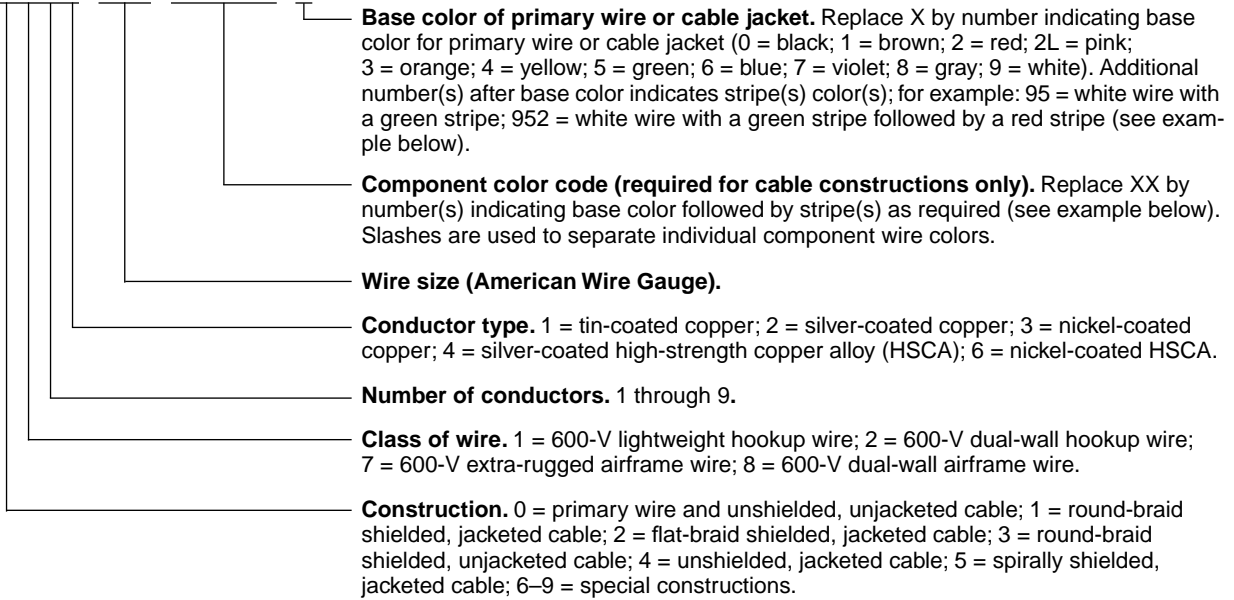 Base color of primary wire or cable jacket. Replace X by number indicating base
color for primary wire or cable jacket (0 = black; 1 = brown; 2 = red; 2L = pink;
3 = orange; 4 = yellow; 5 = green; 6 = blue; 7 = violet; 8 = gray; 9 = white). Additional
number(s) after base color indicates stripe(s) color(s); for example: 95 = white wire with
a green stripe; 952 = white wire with a green stripe followed by a red stripe (see exam-
ple below).
Component color code (required for cable constructions only). Replace XX by
number(s) indicating base color followed by stripe(s) as required (see example below).
Slashes are used to separate individual component wire colors.
Wire size (American Wire Gauge).
Conductor type. 1 = tin-coated copper; 2 = silver-coated copper; 3 = nickel-coated
copper; 4 = silver-coated high-strength copper alloy (HSCA); 6 = nickel-coated HSCA.
Number of conductors. 1 through 9.
Class of wire. 1 = 600-V lightweight hookup wire; 2 = 600-V dual-wall hookup wire;
7 = 600-V extra-rugged airframe wire; 8 = 600-V dual-wall airframe wire.
Construction. 0 = primary wire and unshielded, unjacketed cable; 1 = round-braid
shielded, jacketed cable; 2 = flat-braid shielded, jacketed cable; 3 = round-braid
shielded, unjacketed cable; 4 = unshielded, jacketed cable; 5 = spirally shielded,
jacketed cable; 6–9 = special constructions.